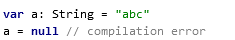 var a: String = "abc"
a = null // compilation error